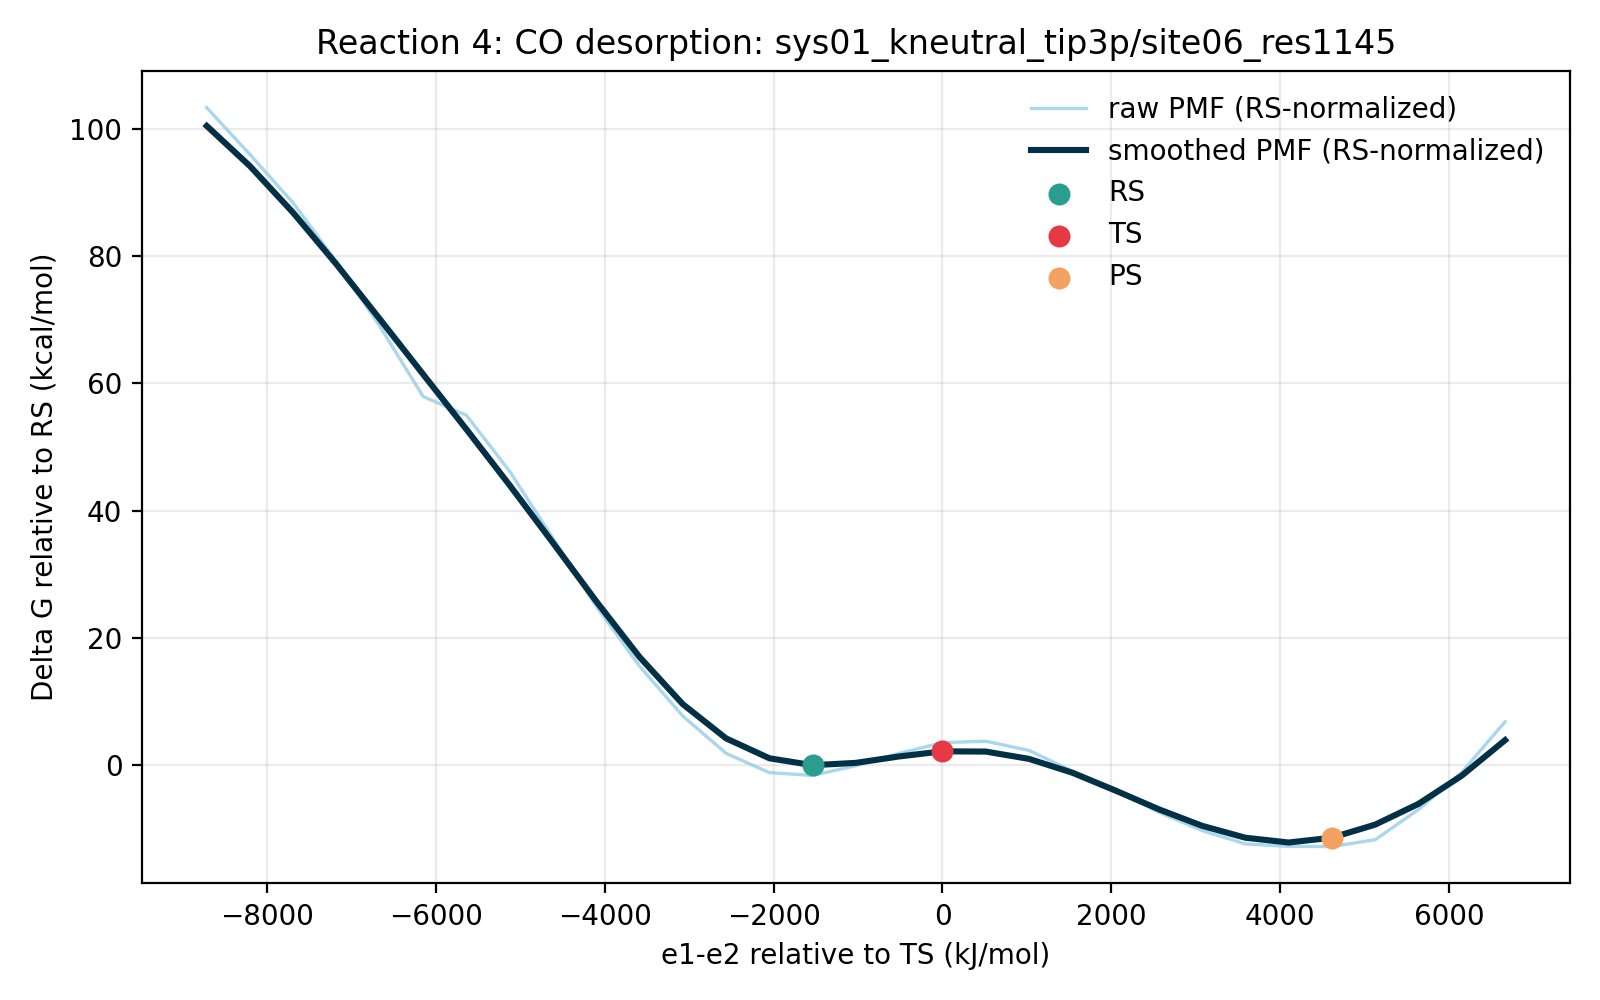 Reaction 4: CO desorption: sys01_kneutral_tip3p/site06_res1145
raw PMF (RS-normalized)
smoothed PMF (RS-normalized)
RS
TS
PS
Delta G relative to RS (kcal/mol)
100
80
60
40
20
0
−8000 −6000 −4000 −2000 0 2000 4000 6000
e1-e2 relative to TS (kJ/mol)